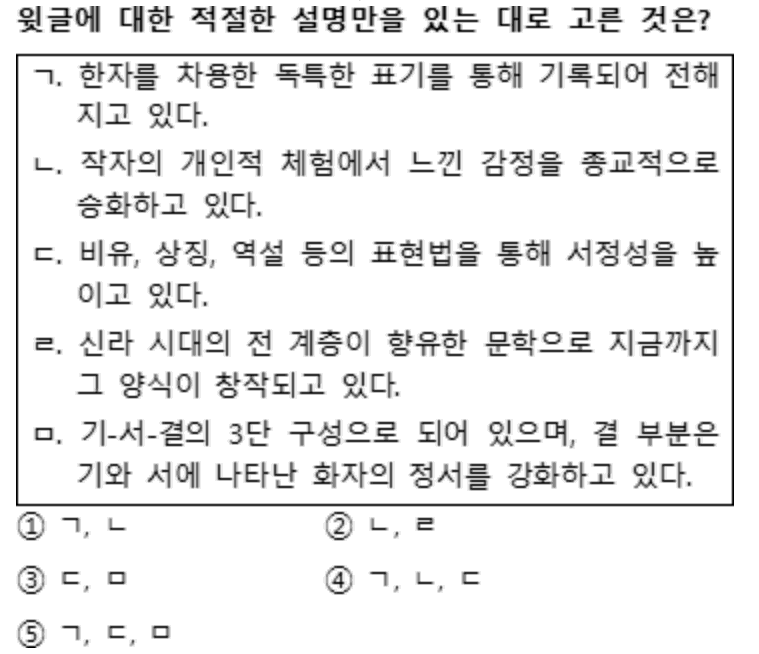 윗글에 대한 적절한 설명만을 있는 대로 고른 것은?
ㄱ. 한자를 차용한 독특한 표기를 통해 기록되어 전해
지고 있다.
ㄴ. 작자의 개인적 체험에서 느낀 감정을 종교적으로
승화하고 있다.
ㄷ. 비유, 상징, 역설 등의 표현법을 통해 서정성을 높
이고 있다.
ㄹ. 신라 시대의 전 계층이 향유한 문학으로 지금까지
그 양식이 창작되고 있다.
ㅁ. 기-서-결의 3단 구성으로 되어 있으며, 결 부분은
기와 서에 나타난 화자의 정서를 강화하고 있다.
① ㄱ, ㄴ ② ㄴ, ㄹ
③ ㄷ, ㅁ ④ ㄱ, ㄴ, ㄷ
⑤ ㄱ, ㄷ, ㅁ